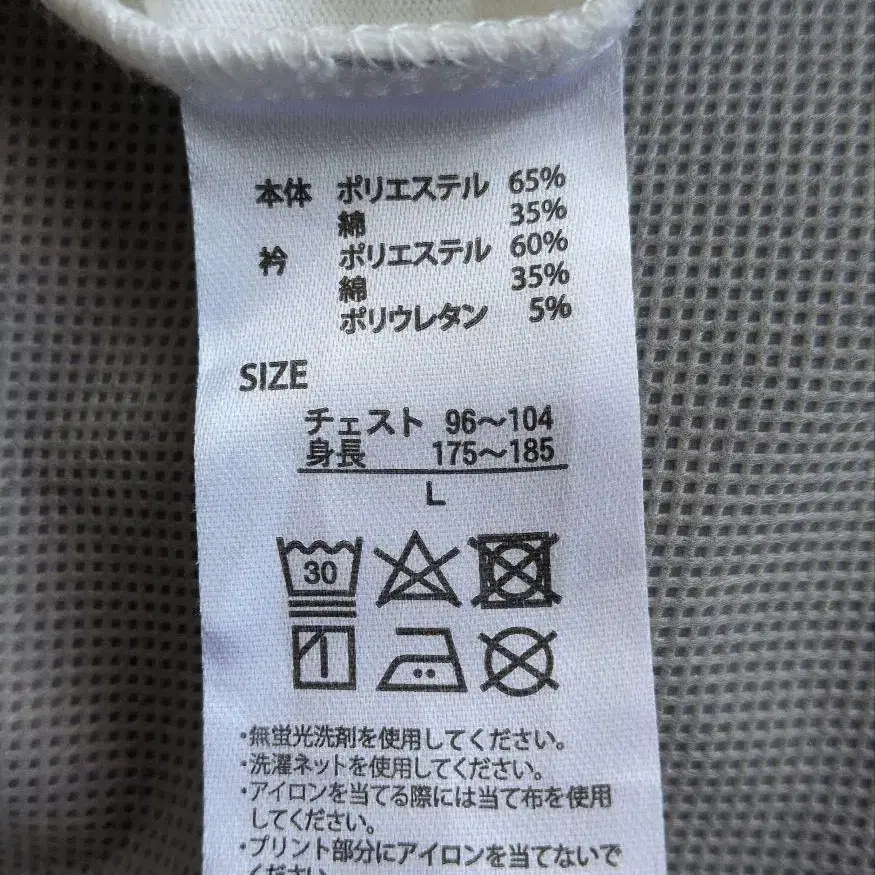 本体 ポリエステル 65%
綿 35%
衿 ポリエステル 60%
綿 35%
ポリウレタン 5%
SIZE
チェスト 96～104
身長 175～185
L
30
・無蛍光洗剤を使用してください。
・洗濯ネットを使用してください。
・アイロンを当てる際には当て布を使用
してください。
・プリント部分にアイロンを当てないで
ください